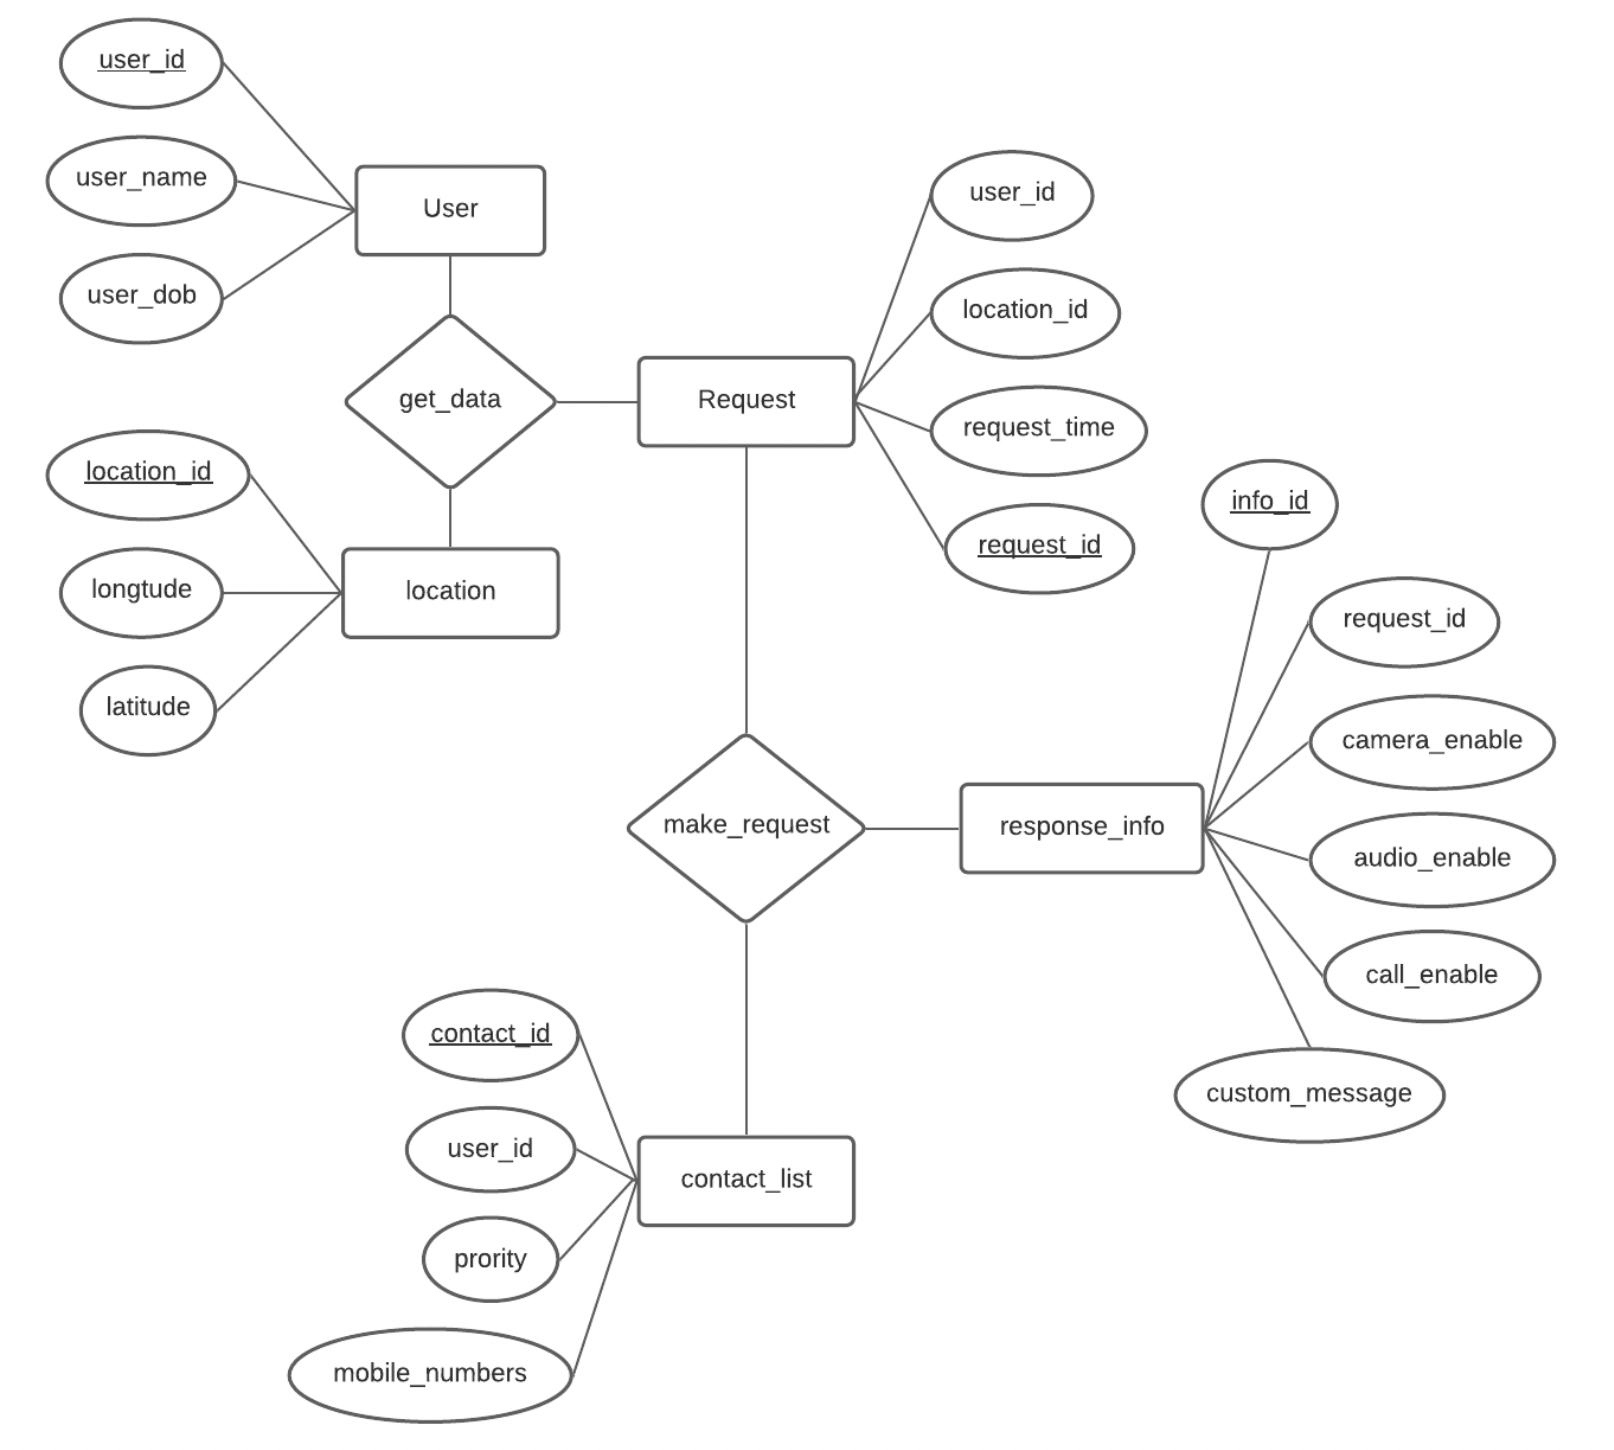 user_id
user_name
user_dob
User
get_data
location_id
longtude
latitude
location
Request
user_id
location_id
request_time
request_id
info_id
request_id
camera_enable
audio_enable
call_enable
custom_message
response_info
make_request
contact_id
user_id
prority
mobile_numbers
contact_list